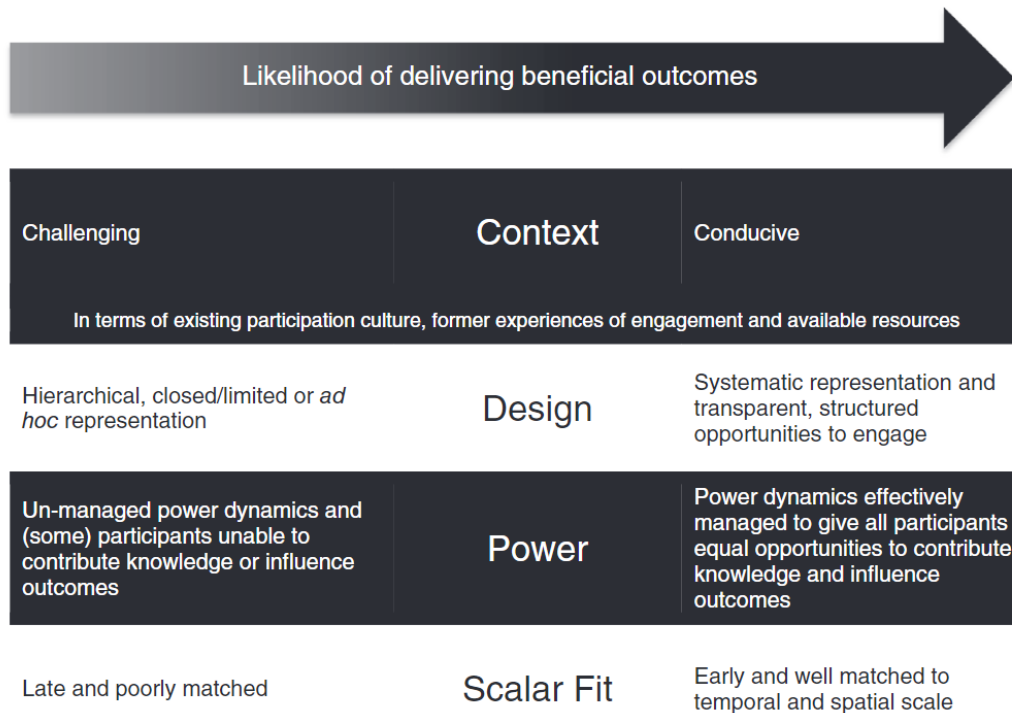 Likelihood of delivering beneficial outcomes
Challenging
Context
Conducive
In terms of existing participation culture, former experiences of engagement and available resources
Hierarchical, closed/limited or ad
hoc representation
Design
Systematic representation and
transparent, structured
opportunities to engage
Un-managed power dynamics and
(some) participants unable to
contribute knowledge or influence
outcomes
Power
Power dynamics effectively
managed to give all participants
equal opportunities to contribute
knowledge and influence
outcomes
Late and poorly matched
Scalar Fit
Early and well matched to
temporal and spatial scale